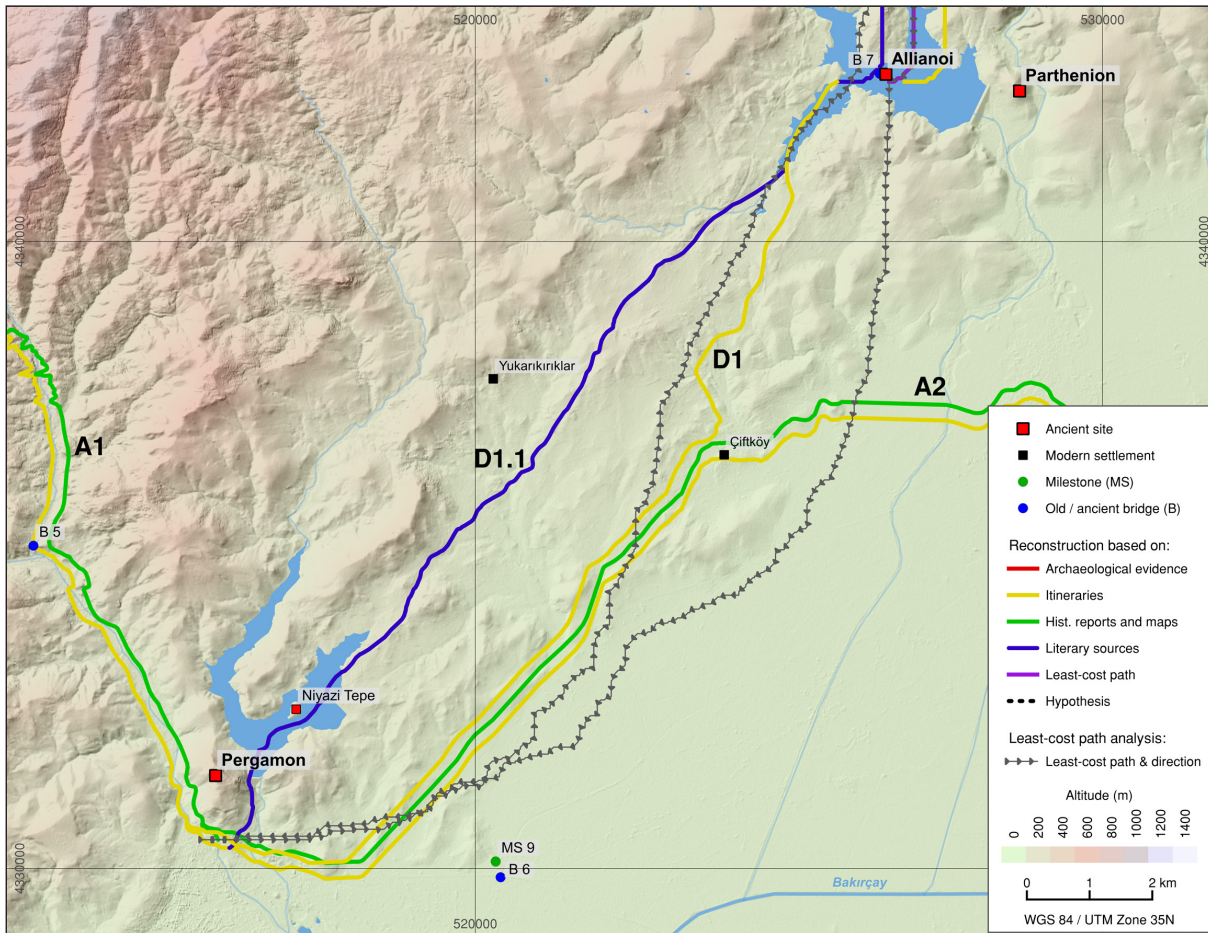 520000
530000
B 7
Allianoi
Parthenion
4340000
4340000
Yukarıkırıklar
D1
A2
A1
D1.1
Çiftköy
B 5
Niyazi Tepe
Pergamon
MS 9
B 6
4330000
520000
Bakırçay
Ancient site
Modern settlement
Milestone (MS)
Old / ancient bridge (B)
Reconstruction based on:
Archaeological evidence
Itineraries
Hist. reports and maps
Literary sources
Least-cost path
Hypothesis
Least-cost path analysis:
Least-cost path & direction
Altitude (m)
0 200 400 600 800 1000 1200 1400
0 1 2 km
WGS 84 / UTM Zone 35N